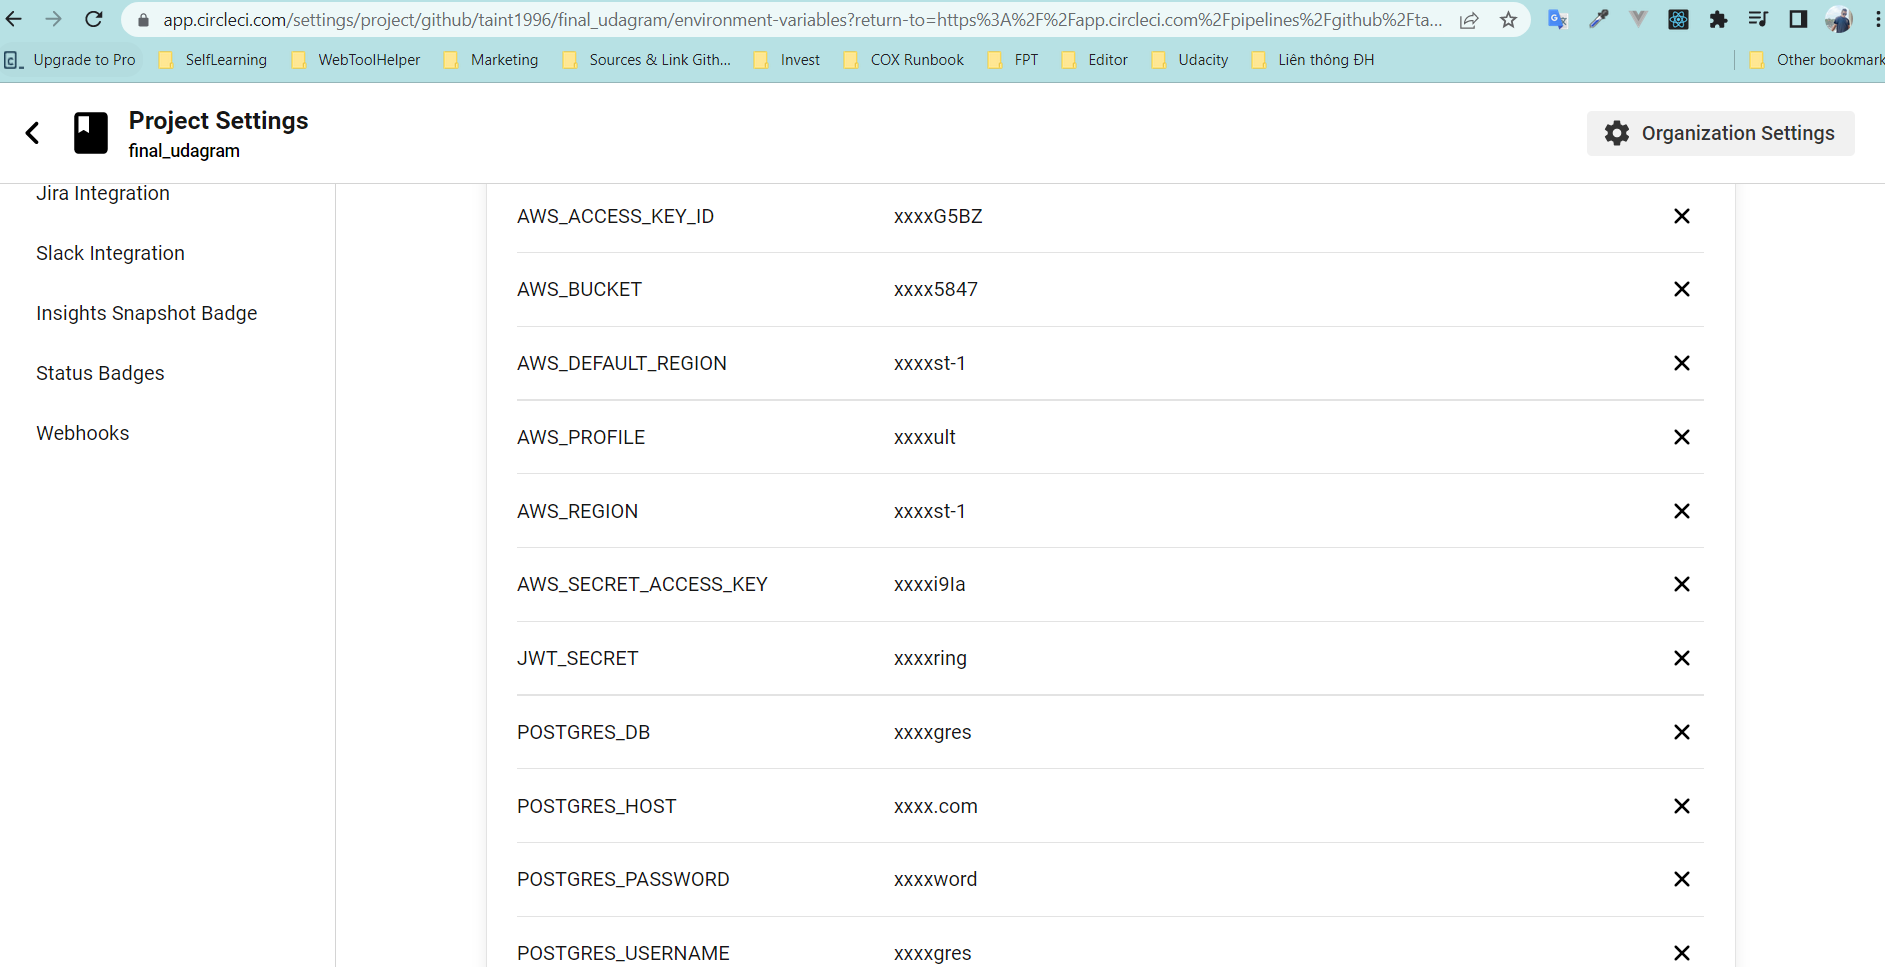 app.circleci.com/settings/project/github/taint1996/final_udagram/environment-variables?return-to=https%3A%2F%2Fapp.circleci.com%2Fpipelines%2Fgithub%2Fta...
Upgrade to Pro SelfLearning WebToolHelper Marketing Sources & Link Gith... Invest COX Runbook FPT Editor Udacity Liên thông ĐH Other bookmark
Project Settings
final_udagram
Organization Settings
Jira Integration
Slack Integration
Insights Snapshot Badge
Status Badges
Webhooks
AWS_ACCESS_KEY_ID xxxxG5BZ
AWS_BUCKET xxxx5847
AWS_DEFAULT_REGION xxxxst-1
AWS_PROFILE xxxxult
AWS_REGION xxxxst-1
AWS_SECRET_ACCESS_KEY xxxxi9Ia
JWT_SECRET xxxxring
POSTGRES_DB xxxxgres
POSTGRES_HOST xxxx.com
POSTGRES_PASSWORD xxxxword
POSTGRES_USERNAME xxxxgres